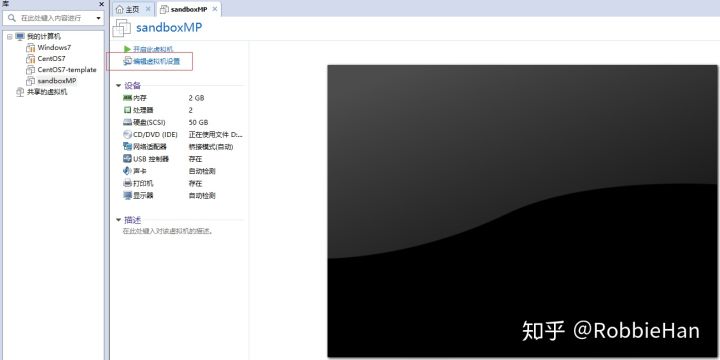 库
主页
sandboxMP
在此处键入内容进行
sandboxMP
我的计算机
Windows7
CentOS7
CentOS7-template
sandboxMP
共享的虚拟机
开启此虚拟机
编辑虚拟机设置
设备
内存 2 GB
处理器 2
硬盘(SCSI) 50 GB
CD/DVD (IDE) 正在使用文件 D:...
网络适配器 桥接模式(自动)
USB 控制器 存在
声卡 自动检测
打印机 存在
显示器 自动检测
描述
在此处键入对该虚拟机的描述。
知乎 @RobbieHan